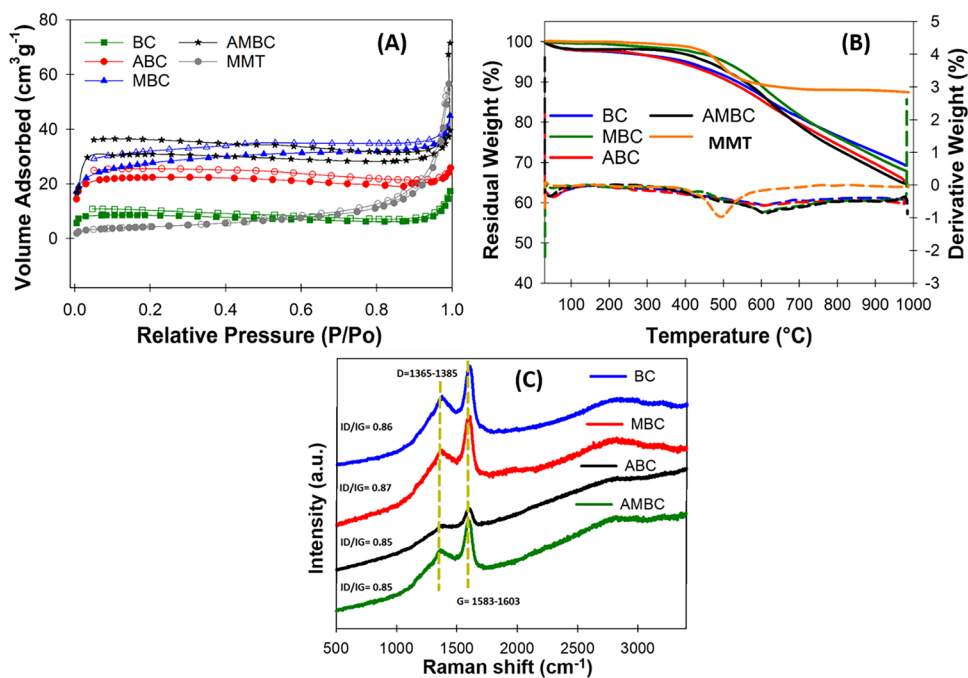 (A)
BC
ABC
MBC
AMBC
MMT
Volume Adsorbed (cm³g⁻¹)
80
60
40
20
0
0.0 0.2 0.4 0.6 0.8 1.0
Relative Pressure (P/Po)
(B)
BC
MBC
ABC
AMBC
MMT
Residual Weight (%)
100
90
80
70
60
50
40
Derivative Weight (%)
5
4
3
2
1
0
-1
-2
-3
100 200 300 400 500 600 700 800 900 1000
Temperature (°C)
(C)
D=1365-1385
BC
ID/IG= 0.86
MBC
ID/IG= 0.87
ABC
ID/IG= 0.85
AMBC
ID/IG= 0.85
G= 1583-1603
Intensity (a.u.)
500 1000 1500 2000 2500 3000
Raman shift (cm⁻¹)